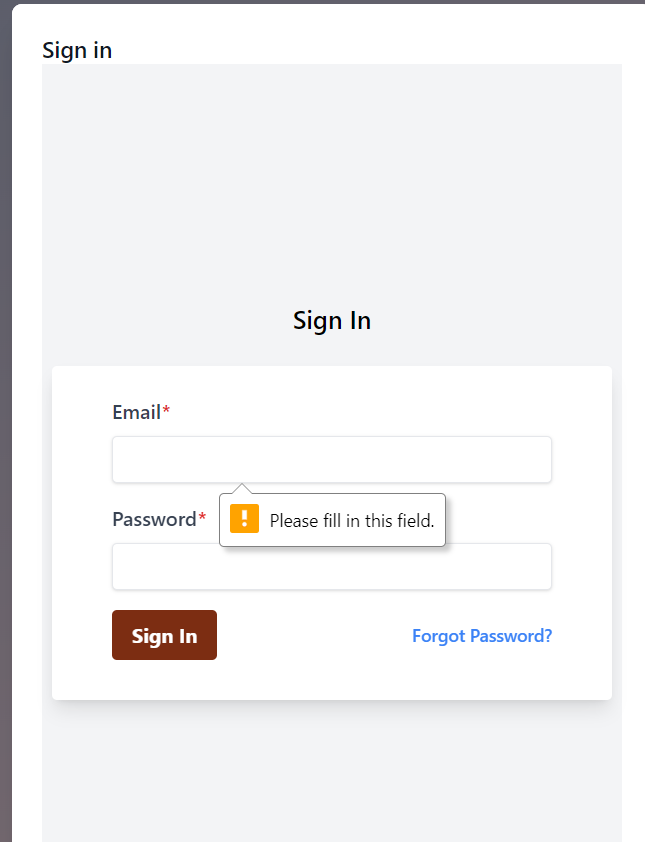 Sign in
Sign In
Email*
Please fill in this field.
Password*
Sign In
Forgot Password?